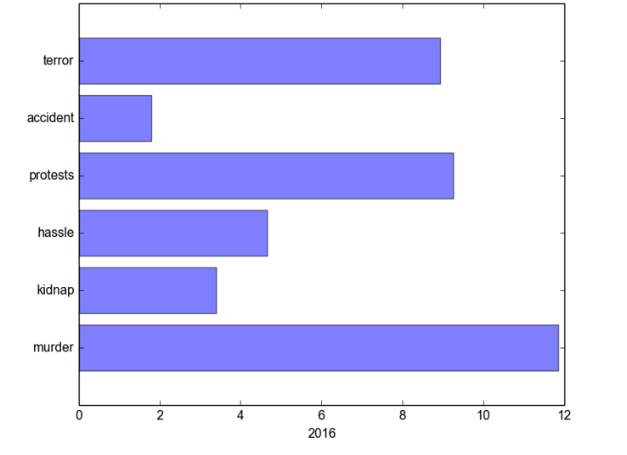 terror
accident
protests
hassle
kidnap
murder
0 2 4 6 8 10 12
2016